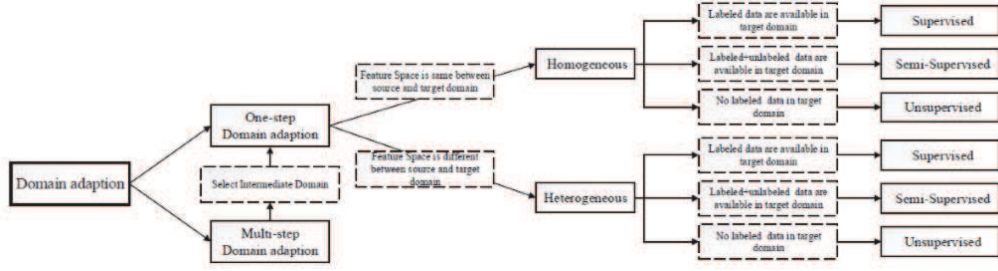 Domain adaption
One-step
Domain adaption
Select Intermediate Domain
Multi-step
Domain adaption
Feature Space is same between
source and target domain
Feature Space is different
between source and target
domain
Homogeneous
Heterogeneous
Labeled data are available in
target domain
Supervised
Labeled+unlabeled data are
available in target domain
Semi-Supervised
No labeled data in target
domain
Unsupervised
Labeled data are available in
target domain
Supervised
Labeled+unlabeled data are
available in target domain
Semi-Supervised
No labeled data in target
domain
Unsupervised